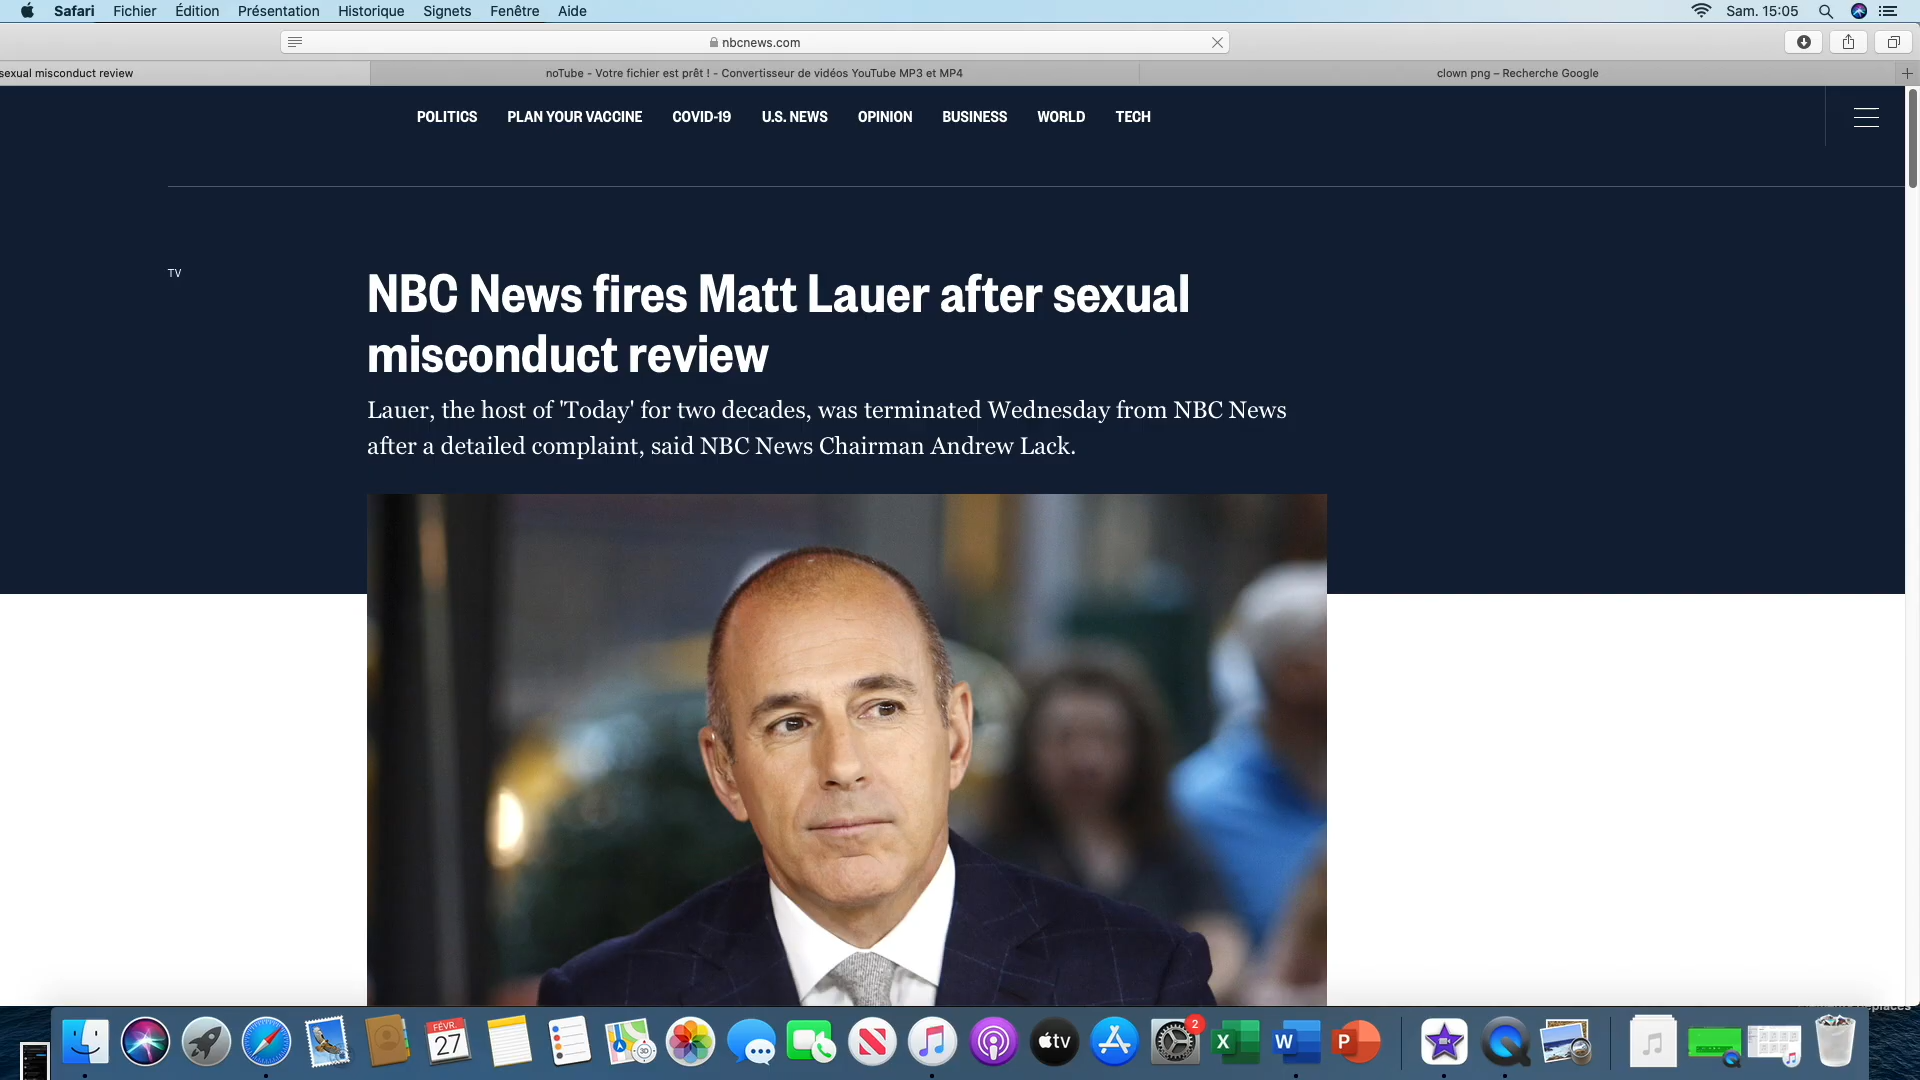 Safari Fichier Édition Présentation Historique Signets Fenêtre Aide Sam. 15:05
nbcnews.com
sexual misconduct review noTube - Votre fichier est prêt ! - Convertisseur de vidéos YouTube MP3 et MP4 clown png – Recherche Google
POLITICS PLAN YOUR VACCINE COVID-19 U.S. NEWS OPINION BUSINESS WORLD TECH
TV
NBC News fires Matt Lauer after sexual
misconduct review
Lauer, the host of 'Today' for two decades, was terminated Wednesday from NBC News
after a detailed complaint, said NBC News Chairman Andrew Lack.
FÉVR.
27
3D
N
tv
2
X
W
P